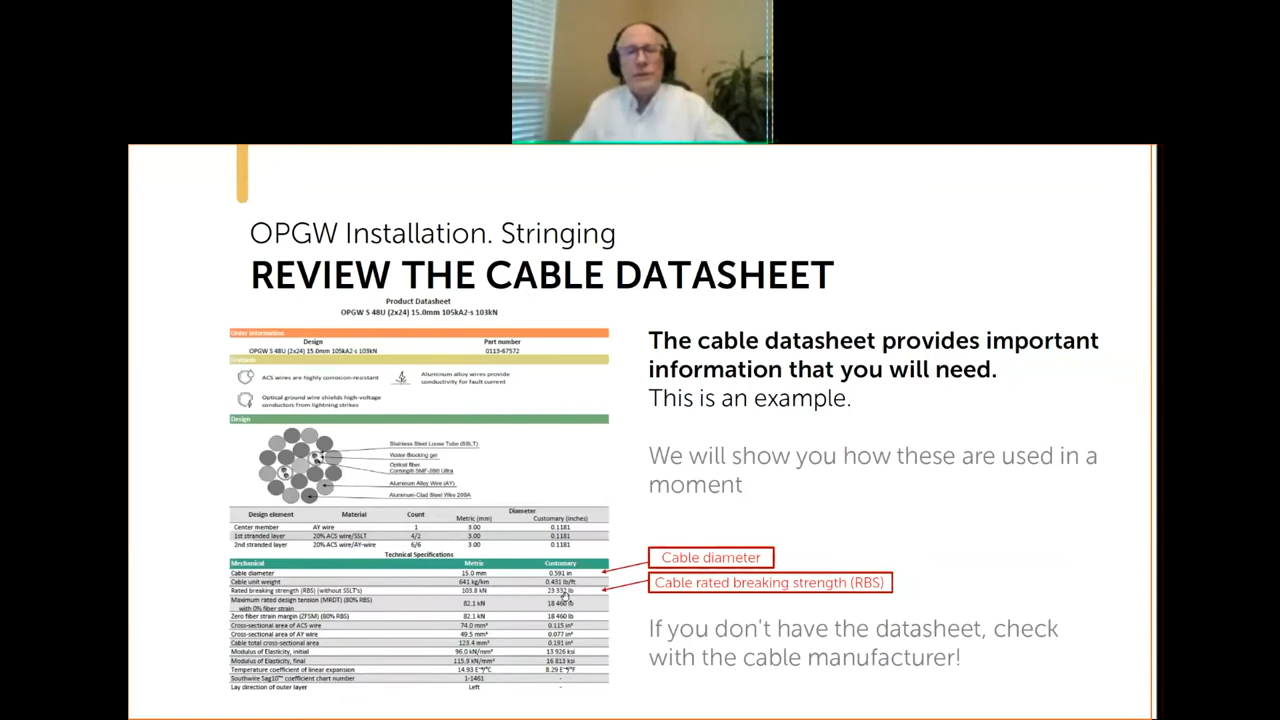 OPGW Installation. Stringing
REVIEW THE CABLE DATASHEET
Product Datasheet
OPGW S 48U (2x24) 15.0mm 105kA2-s 103kN
Order information
Design Part number
OPGW S 48U (2x24) 15.0mm 105kA2-s 103kN 0113-67572
Features
ACS wires are highly corrosion-resistant
Aluminum alloy wires provide
conductivity for fault current
Optical ground wire shields high-voltage
conductors from lightning strikes
Design
Stainless Steel Loose Tube (SSLT)
Water-Blocking gel
Optical fiber
Corning® SMF-28® Ultra
Aluminum Alloy Wire (AY)
Aluminum-Clad Steel Wire 20SA
Diameter
Design element Material Count Metric (mm) Customary (inches)
Center member AY wire 1 3.00 0.1181
1st stranded layer 20% ACS wire/SSLT 4/2 3.00 0.1181
2nd stranded layer 20% ACS wire/AY-wire 6/6 3.00 0.1181
Technical Specifications
Mechanical Metric Customary
Cable diameter 15.0 mm 0.591 in
Cable unit weight 641 kg/km 0.431 lb/ft
Rated breaking strength (RBS) (without SSLT's) 103.8 kN 23 332 lb
Maximum rated design tension (MRDT) (80% RBS)
with 0% fiber strain 82.1 kN 18 460 lb
Zero fiber strain margin (ZFSM) (80% RBS) 82.1 kN 18 460 lb
Cross-sectional area of ACS wire 74.0 mm² 0.115 in²
Cross-sectional area of AY wire 49.5 mm² 0.077 in²
Cable total cross-sectional area 123.4 mm² 0.191 in²
Modulus of Elasticity, initial 96.0 kN/mm² 13 926 ksi
Modulus of Elasticity, final 115.9 kN/mm² 16 813 ksi
Temperature coefficient of linear expansion 14.93 E⁻⁶/°C 8.29 E⁻⁶/°F
Southwire Sag10™ coefficient chart number 1-1461 -
Lay direction of outer layer Left -
The cable datasheet provides important
information that you will need.
This is an example.
We will show you how these are used in a
moment
Cable diameter
Cable rated breaking strength (RBS)
If you don't have the datasheet, check
with the cable manufacturer!